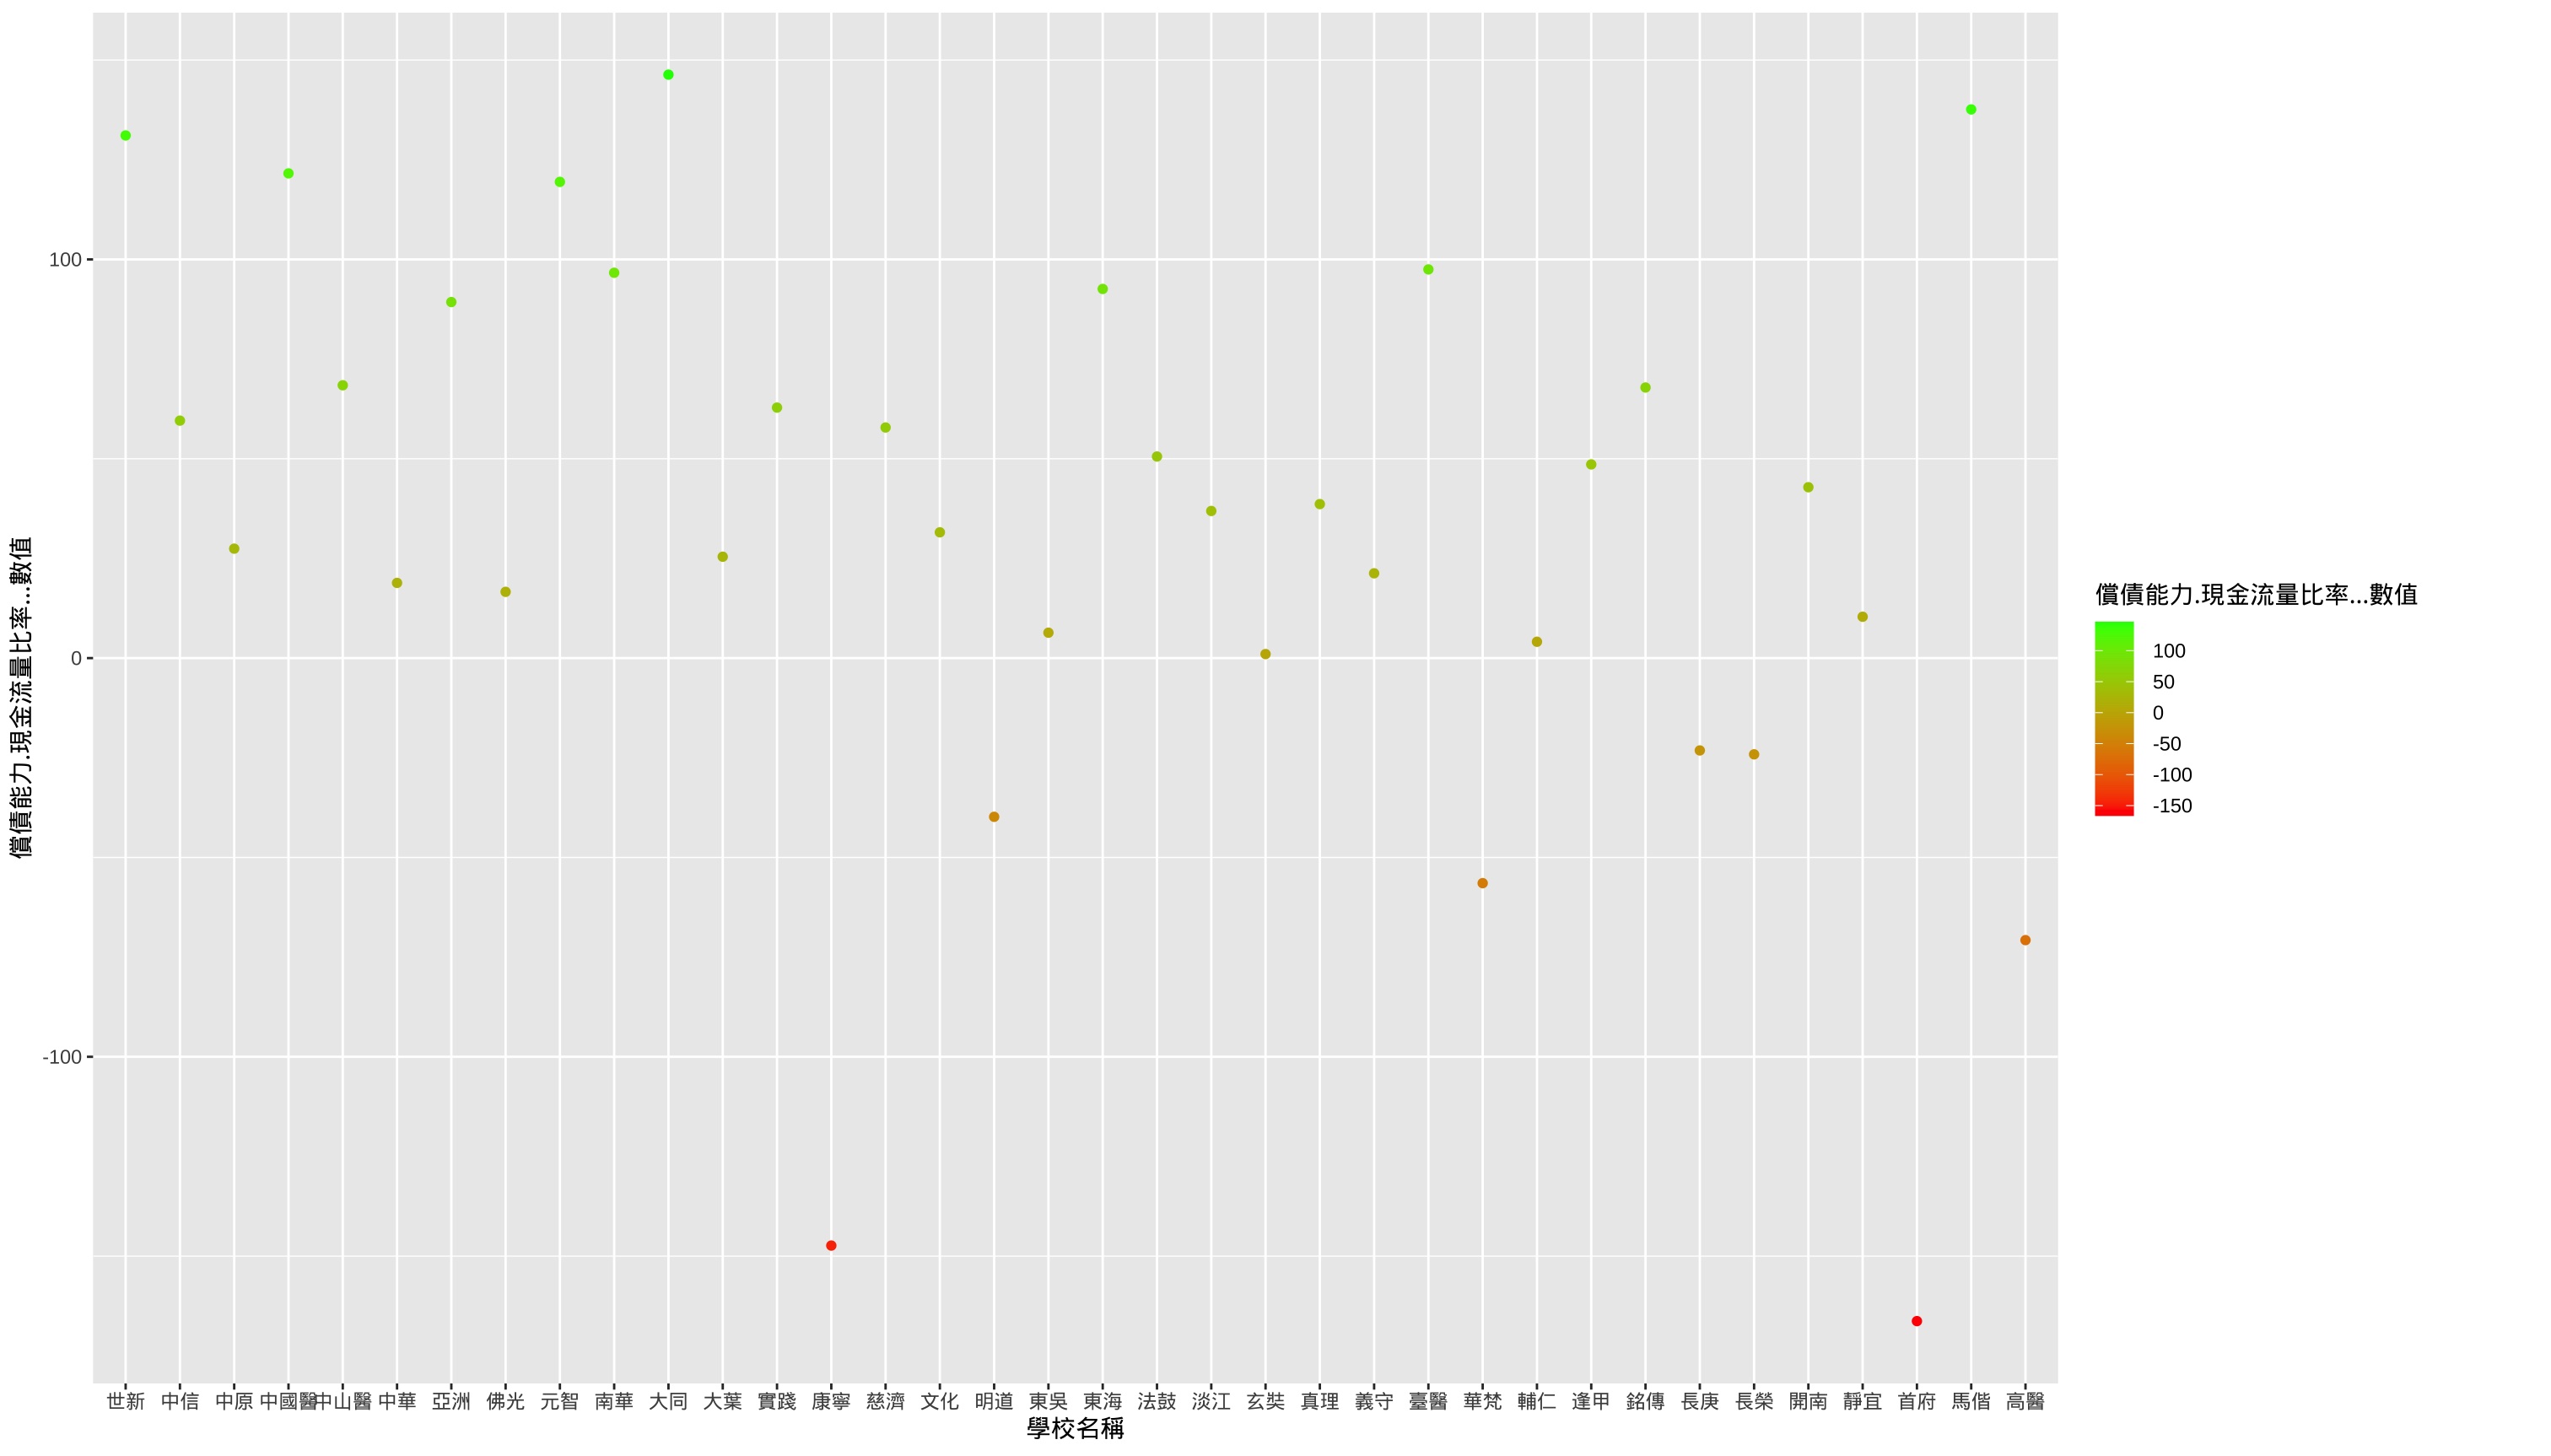 100
0
-100
償債能力.現金流量比率...數值
世新 中信 中原 中國醫 中山醫 中華 亞洲 佛光 元智 南華 大同 大葉 實踐 康寧 慈濟 文化 明道 東吳 東海 法鼓 淡江 玄奘 真理 義守 臺醫 華梵 輔仁 逢甲 銘傳 長庚 長榮 開南 靜宜 首府 馬偕 高醫
學校名稱
償債能力.現金流量比率...數值
100
50
0
-50
-100
-150